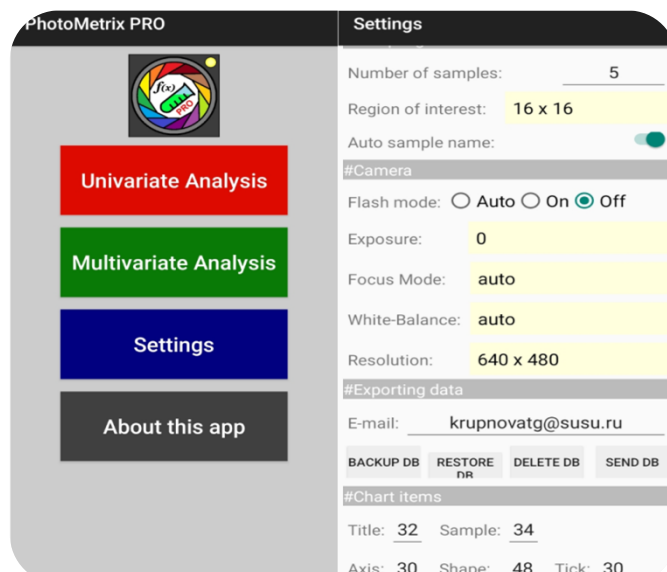 PhotoMetrix PRO
f(x)
PRO
Univariate Analysis
Multivariate Analysis
Settings
About this app
Settings
Number of samples: 5
Region of interest: 16 x 16
Auto sample name:
#Camera
Flash mode: Auto On Off
Exposure: 0
Focus Mode: auto
White-Balance: auto
Resolution: 640 x 480
#Exporting data
E-mail: krupnovatg@susu.ru
BACKUP DB RESTORE DB DELETE DB SEND DB
#Chart items
Title: 32 Sample: 34
Axis: 30 Shape: 48 Tick: 30